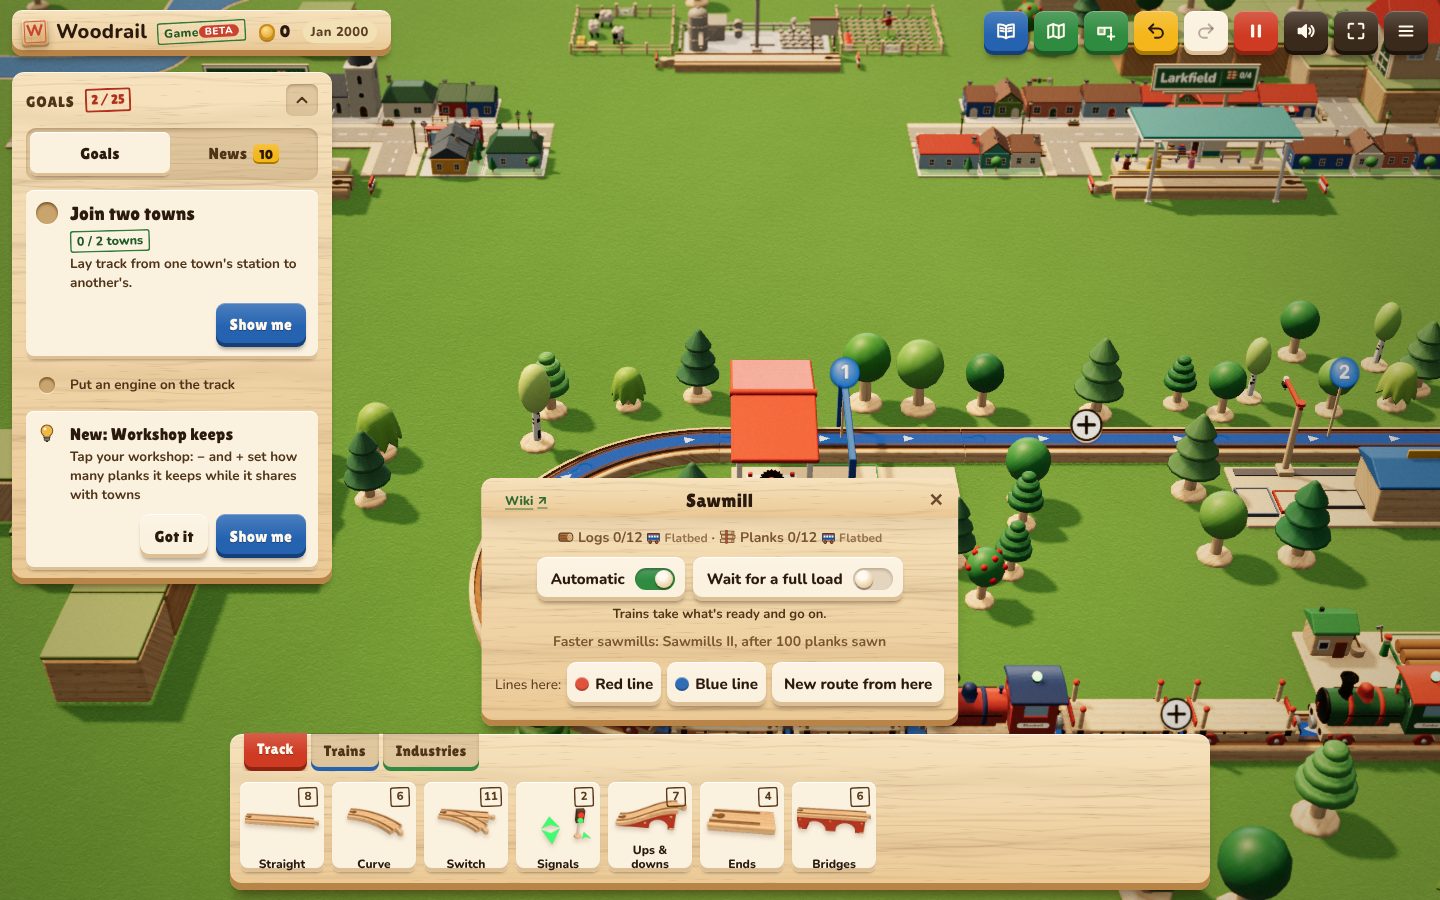 W Woodrail Game BETA 0 Jan 2000
GOALS 2 / 25
Goals News 10
Join two towns
0 / 2 towns
Lay track from one town's station to
another's.
Show me
Put an engine on the track
New: Workshop keeps
Tap your workshop: – and + set how
many planks it keeps while it shares
with towns
Got it Show me
Larkfield 0/4
1
2
Wiki Sawmill
Logs 0/12 Flatbed · Planks 0/12 Flatbed
Automatic Wait for a full load
Trains take what's ready and go on.
Faster sawmills: Sawmills II, after 100 planks sawn
Lines here: Red line Blue line New route from here
Track Trains Industries
8 6 11 2 7 4 6
Straight Curve Switch Signals Ups &
downs Ends Bridges